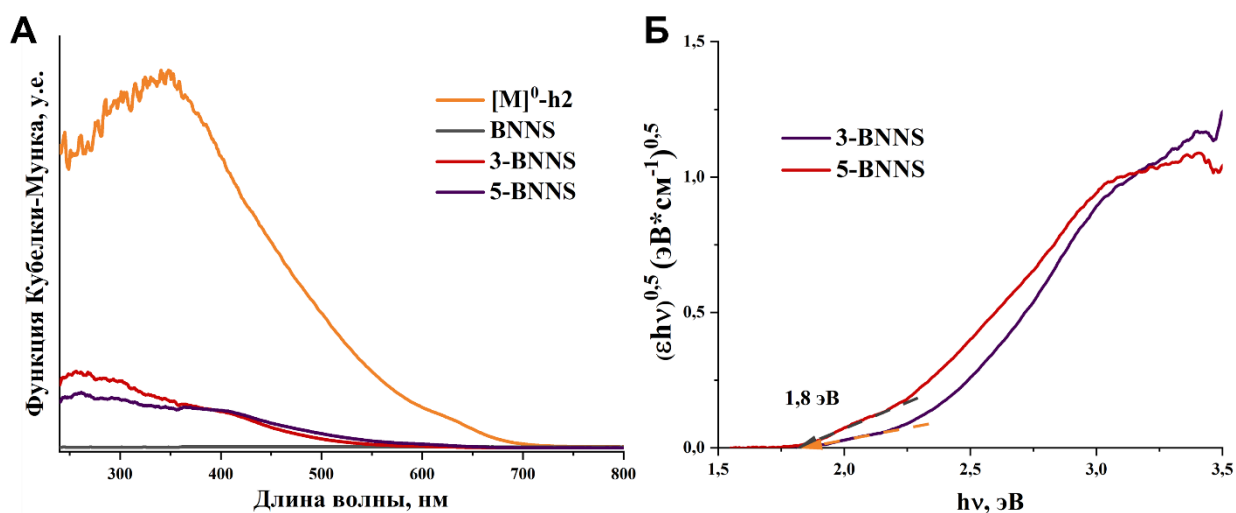 А
Функция Кубелки-Мунка, у.е.
[M]⁰-h2
BNNS
3-BNNS
5-BNNS
300 400 500 600 700 800
Длина волны, нм
Б
(εhν)⁰,⁵ (эВ*см⁻¹)⁰,⁵
1,5
1,0
0,5
0,0
3-BNNS
5-BNNS
1,8 эВ
1,5 2,0 2,5 3,0 3,5
hν, эВ